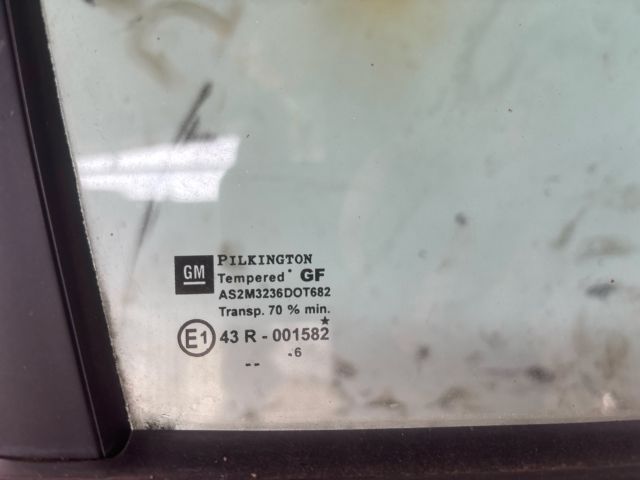 GM PILKINGTON
Tempered GF
AS2M3236DOT682
Transp. 70 % min.
E1 43 R - 001582
-- .6